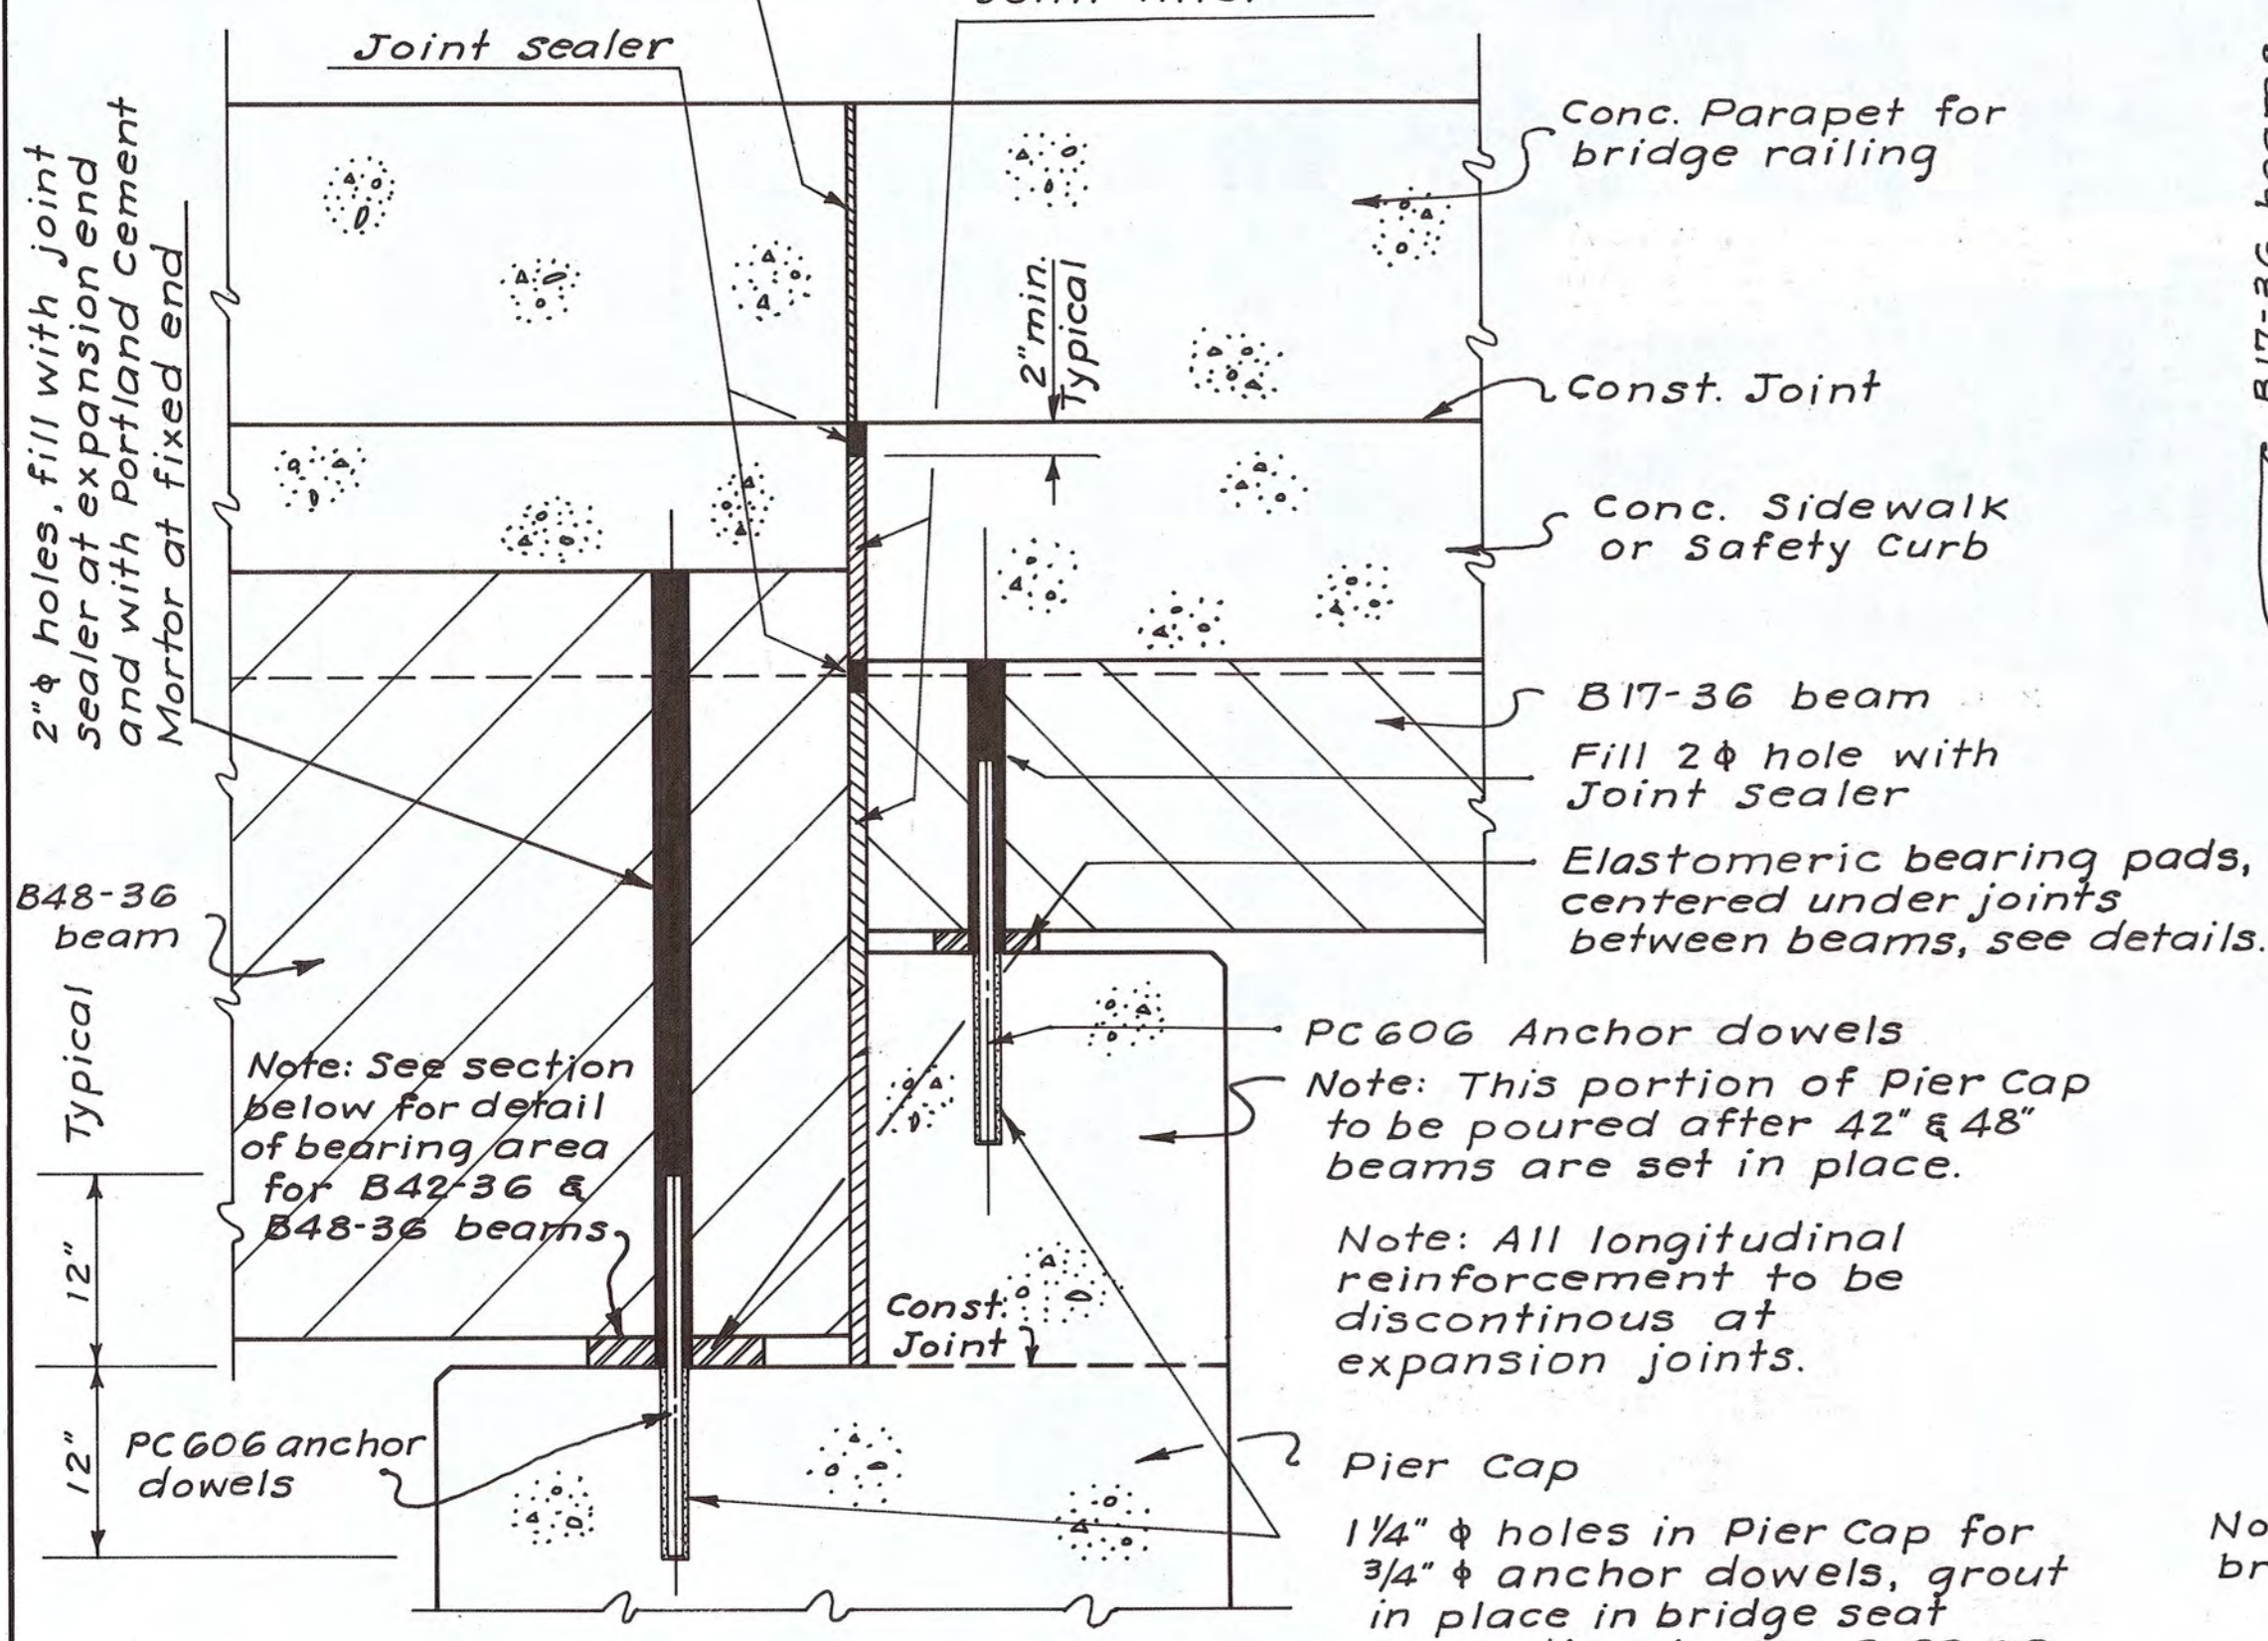 Joint sealer
2"ϕ holes, fill with joint
sealer at expansion end
and with Portland cement
Mortor at fixed end
Conc. Parapet for
bridge railing
2" min.
Typical
Const. Joint
Conc. Sidewalk
or Safety Curb
B17-36 beam
Fill 2ϕ hole with
Joint sealer
Elastomeric bearing pads,
centered under joints
between beams, see details.
B48-36
beam
Typical
12"
12"
Note: See section
below for detail
of bearing area
for B42-36 &
B48-36 beams
PC606 anchor
dowels
Const.
Joint
PC606 Anchor dowels
Note: This portion of Pier Cap
to be poured after 42" & 48"
beams are set in place.
Note: All longitudinal
reinforcement to be
discontinous at
expansion joints.
Pier Cap
1¼" ϕ holes in Pier Cap for
3/4" ϕ anchor dowels, grout
in place in bridge seat
B17-36
No
br